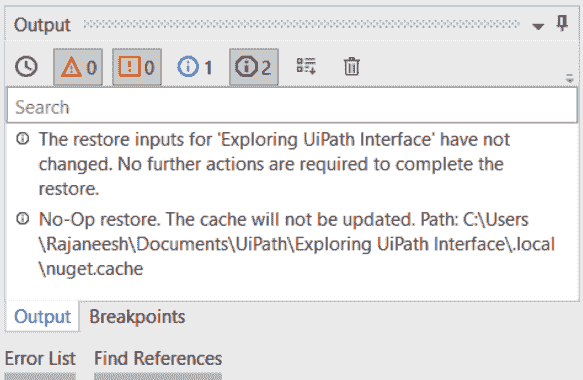 Output
0 0 1 2
Search
The restore inputs for 'Exploring UiPath Interface' have not
changed. No further actions are required to complete the
restore.
No-Op restore. The cache will not be updated. Path: C:\Users
\Rajaneesh\Documents\UiPath\Exploring UiPath Interface\.local
\nuget.cache
Output Breakpoints
Error List Find References